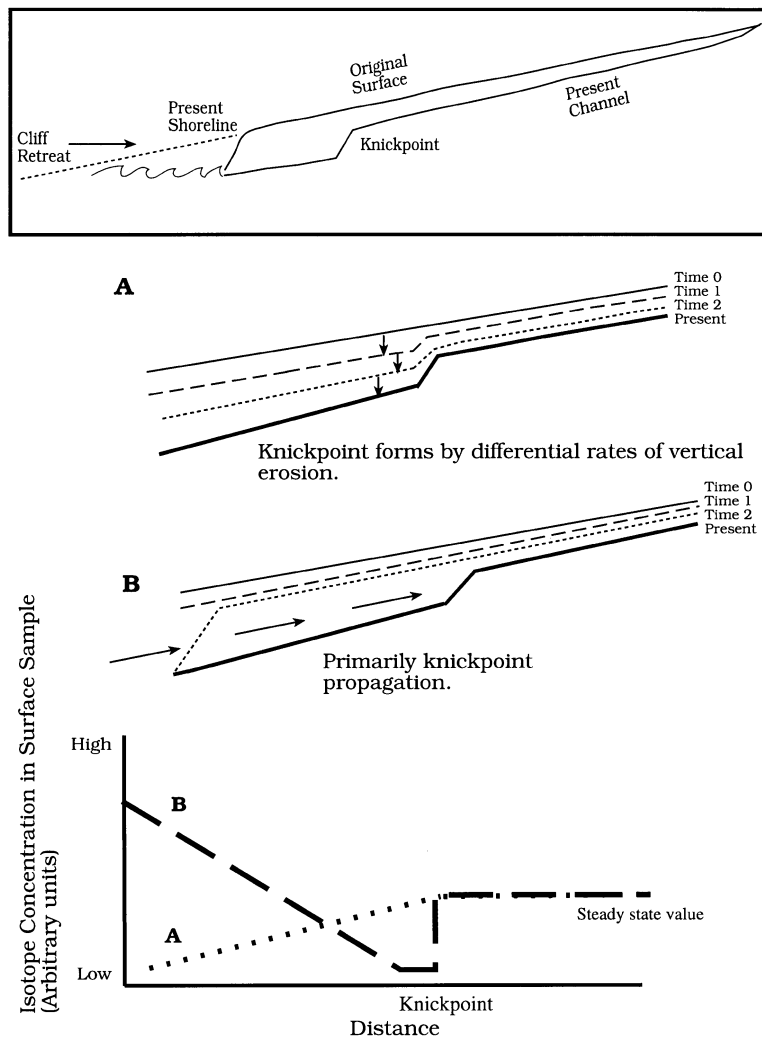 Original
Surface
Present
Shoreline
Present
Channel
Cliff
Retreat
Knickpoint
A
Time 0
Time 1
Time 2
Present
Knickpoint forms by differential rates of vertical
erosion.
B
Time 0
Time 1
Time 2
Present
Primarily knickpoint
propagation.
Isotope Concentration in Surface Sample
(Arbitrary units)
High
B
A
Steady state value
Low
Knickpoint
Distance